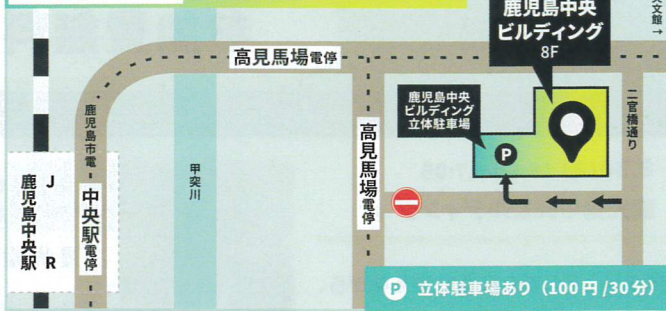 鹿児島中央
ビルディング
8F
文館→
高見馬場電停
鹿児島中央
ビルディング
立体駐車場
P
二官橋通り
鹿児島市電
甲突川
高見馬場電停
中央駅電停
JR
鹿児島中央駅
P 立体駐車場あり（100円/30分）